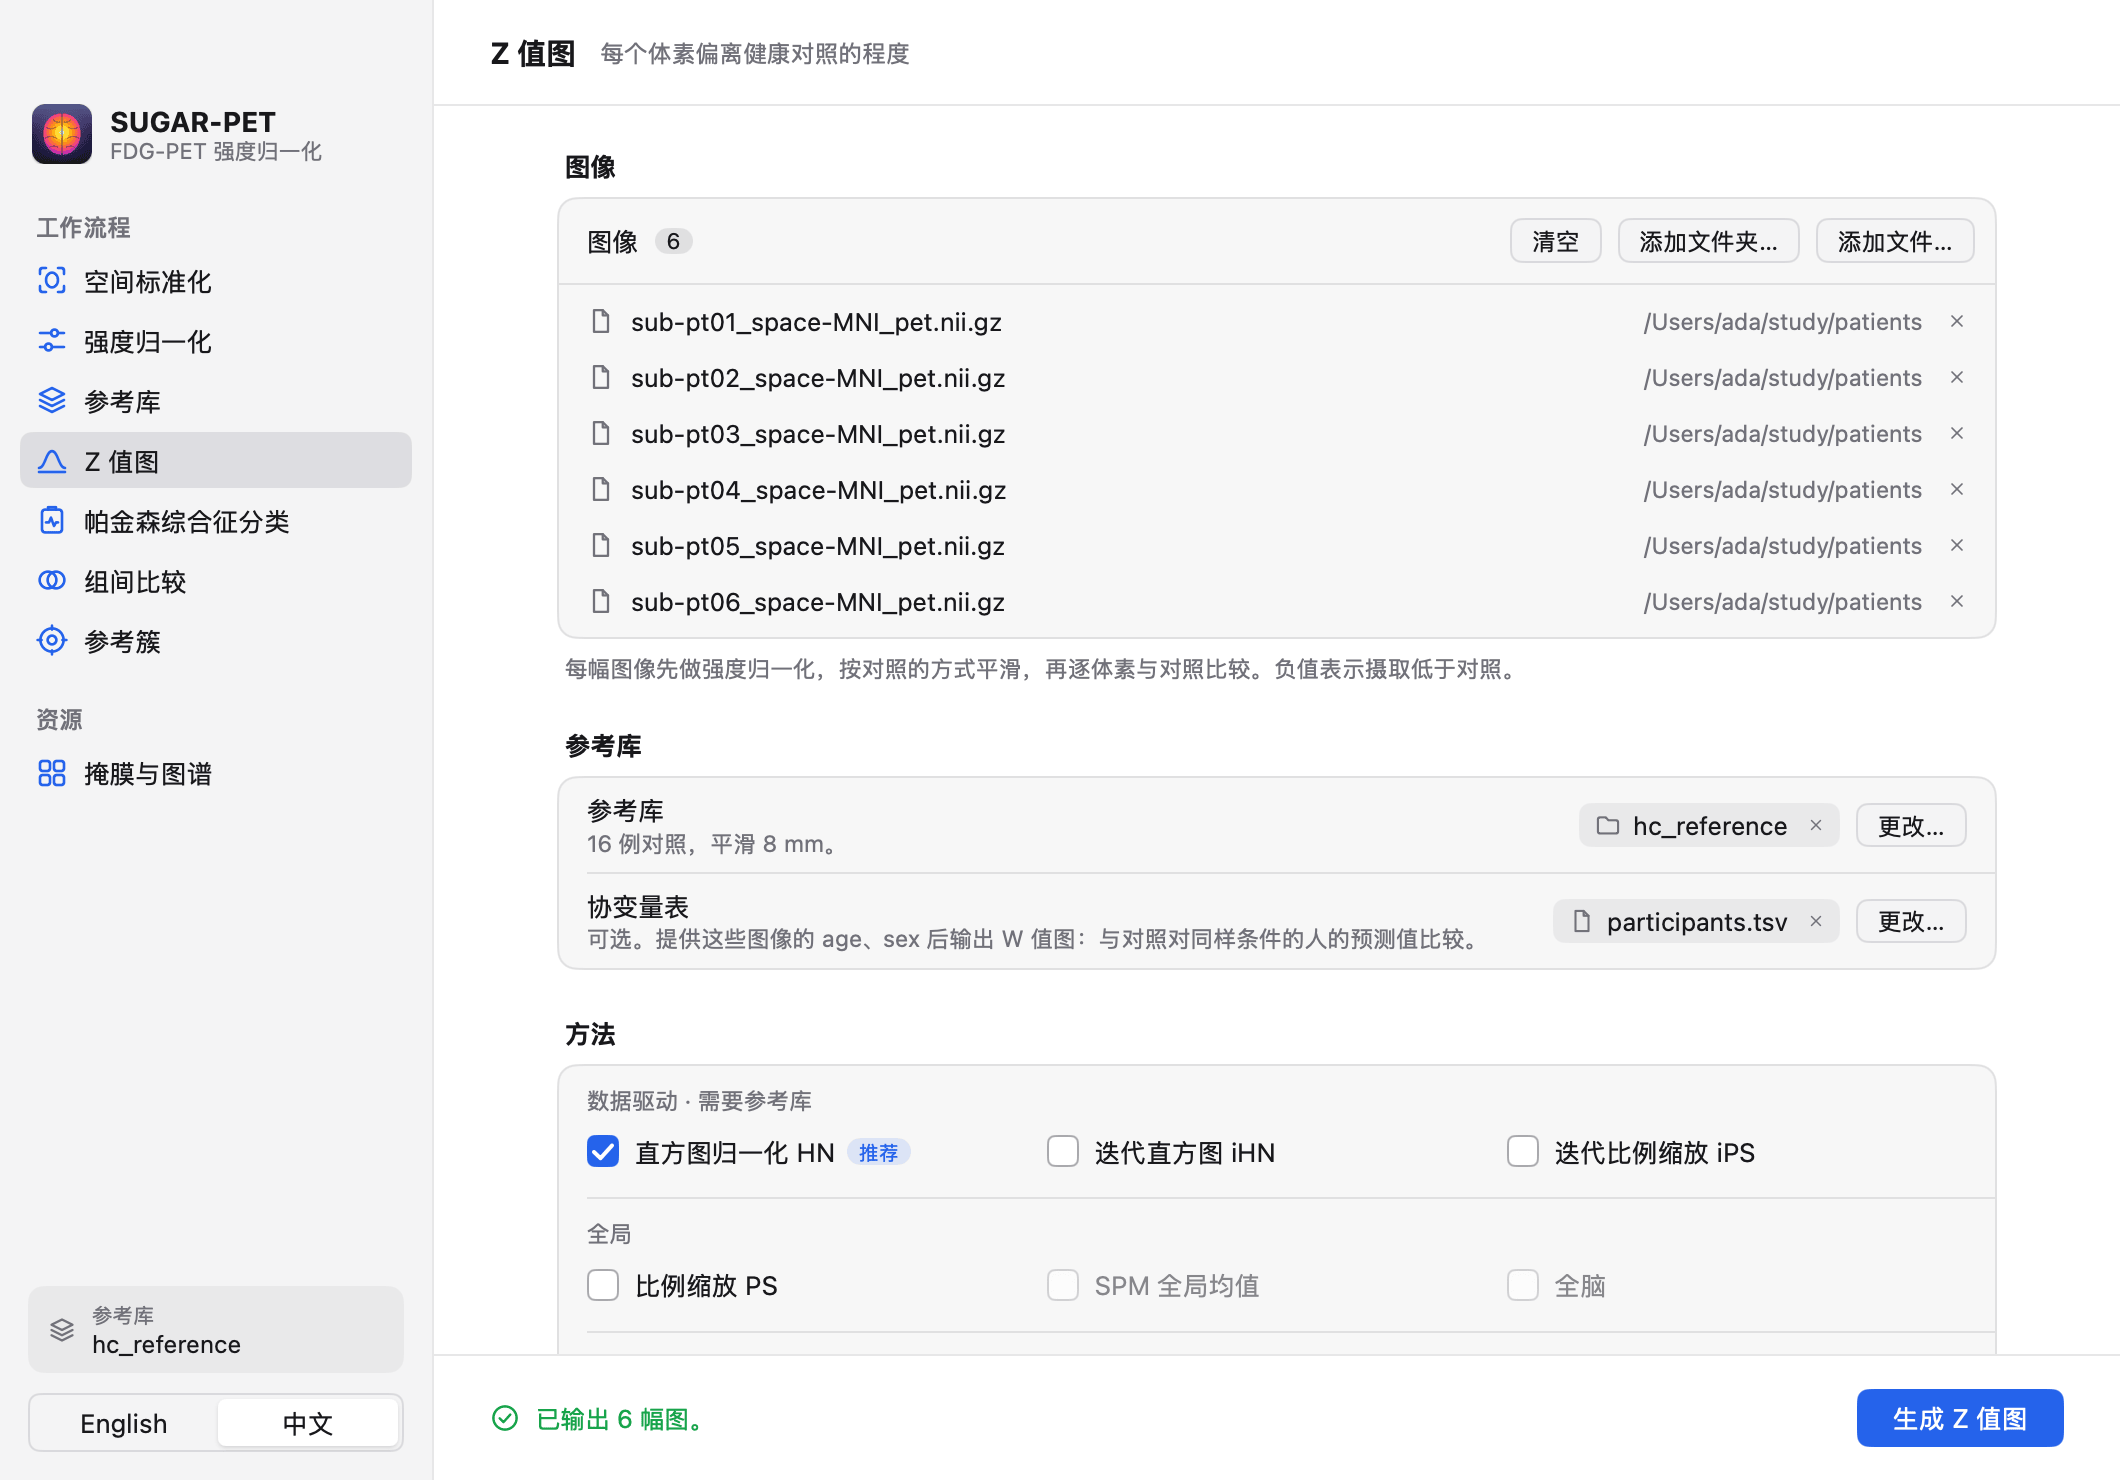 SUGAR-PET
FDG-PET 强度归一化
工作流程
空间标准化
强度归一化
参考库
Z 值图
帕金森综合征分类
组间比较
参考簇
资源
掩膜与图谱
参考库
hc_reference
English 中文
Z 值图 每个体素偏离健康对照的程度
图像
图像 6 清空 添加文件夹... 添加文件...
sub-pt01_space-MNI_pet.nii.gz /Users/ada/study/patients ×
sub-pt02_space-MNI_pet.nii.gz /Users/ada/study/patients ×
sub-pt03_space-MNI_pet.nii.gz /Users/ada/study/patients ×
sub-pt04_space-MNI_pet.nii.gz /Users/ada/study/patients ×
sub-pt05_space-MNI_pet.nii.gz /Users/ada/study/patients ×
sub-pt06_space-MNI_pet.nii.gz /Users/ada/study/patients ×
每幅图像先做强度归一化，按对照的方式平滑，再逐体素与对照比较。负值表示摄取低于对照。
参考库
参考库
16 例对照，平滑 8 mm。
hc_reference × 更改...
协变量表
可选。提供这些图像的 age、sex 后输出 W 值图：与对照对同样条件的人的预测值比较。
participants.tsv × 更改...
方法
数据驱动 · 需要参考库
直方图归一化 HN 推荐 迭代直方图 iHN 迭代比例缩放 iPS
全局
比例缩放 PS SPM 全局均值 全脑
已输出 6 幅图。 生成 Z 值图